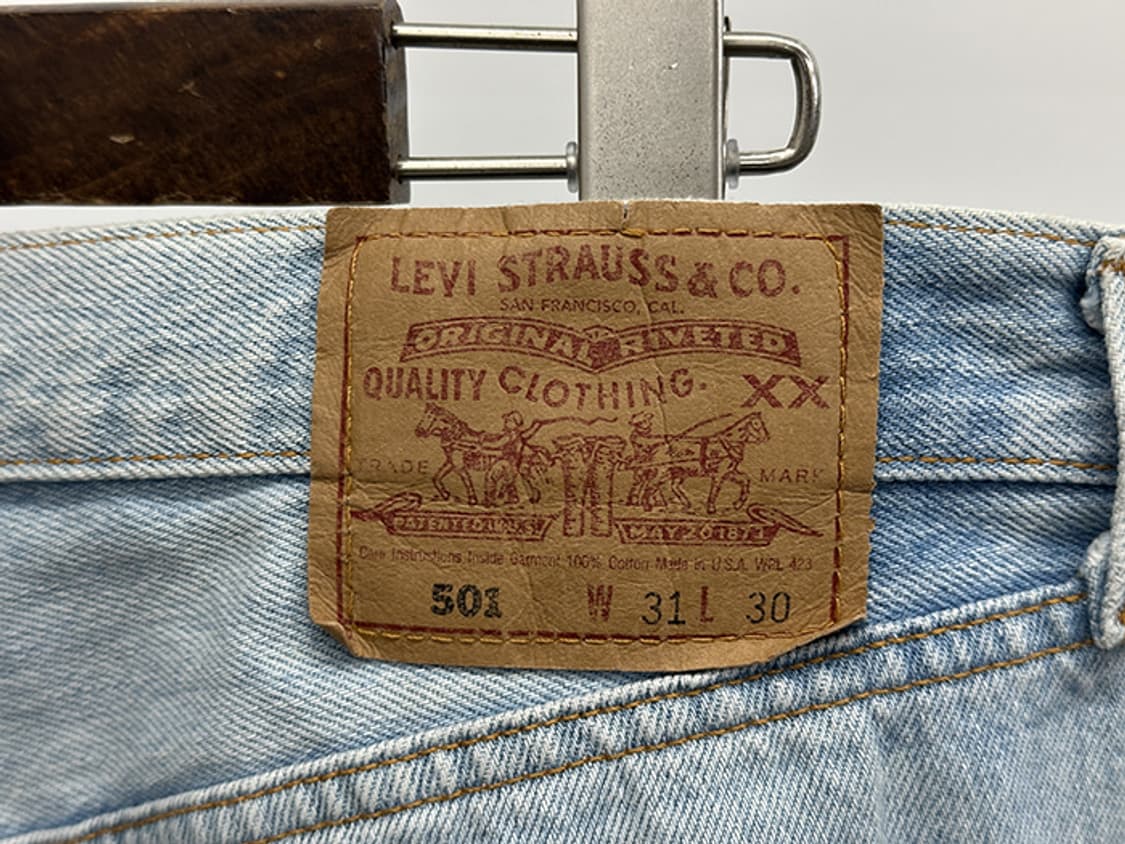 LEVI STRAUSS & CO.
SAN FRANCISCO, CAL.
ORIGINAL RIVETED
QUALITY CLOTHING. XX
TRADE MARK
PATENTED IN U.S. MAY 20 1873
Care Instructions Inside Garment 100% Cotton Made in U.S.A. WPL 423
501 W 31 L 30